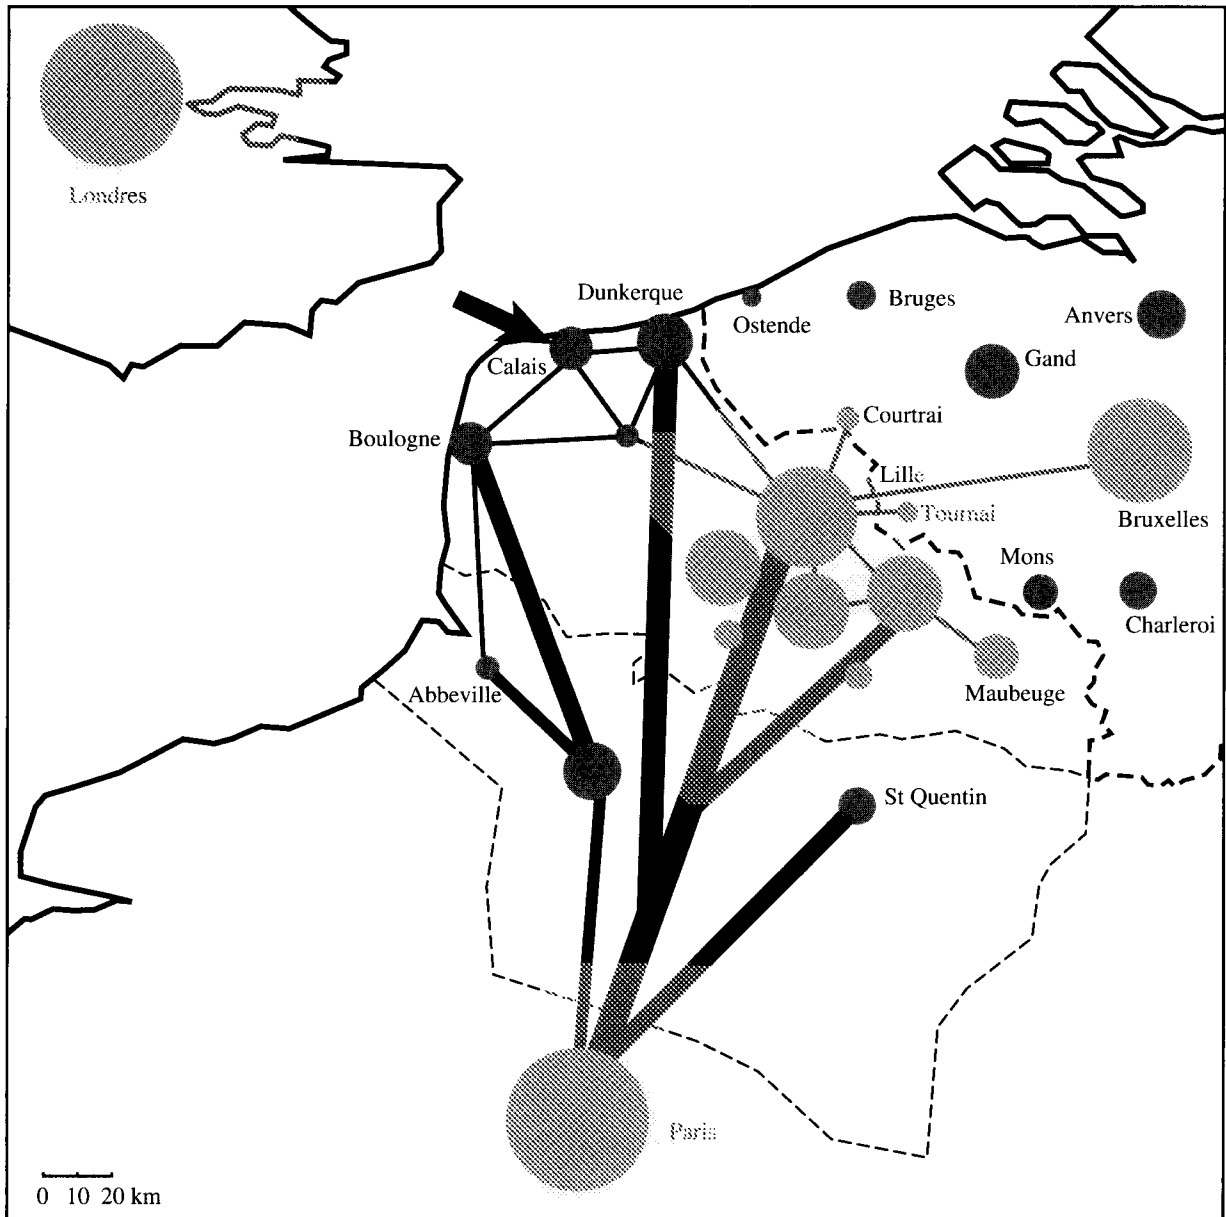 Londres
Dunkerque
Ostende
Bruges
Anvers
Calais
Gand
Boulogne
Courtrai
Lille
Tournai
Bruxelles
Mons
Charleroi
Abbeville
Maubeuge
St Quentin
Paris
0 10 20 km